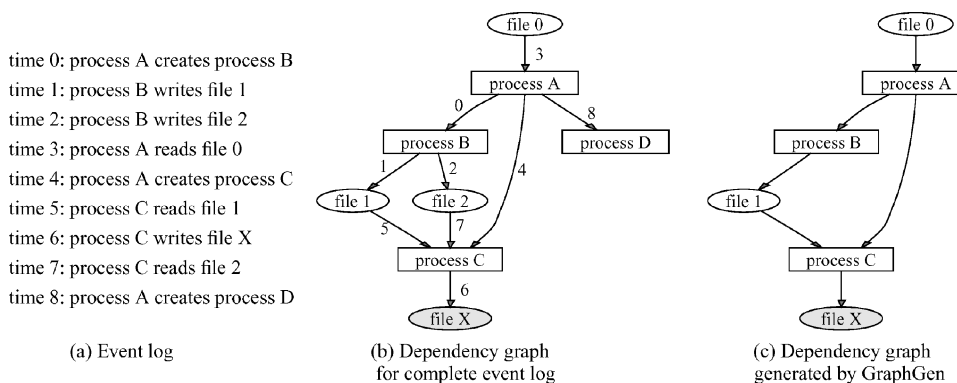 time 0: process A creates process B
time 1: process B writes file 1
time 2: process B writes file 2
time 3: process A reads file 0
time 4: process A creates process C
time 5: process C reads file 1
time 6: process C writes file X
time 7: process C reads file 2
time 8: process A creates process D
(a) Event log
file 0
3
process A
0
8
process B
process D
1
2
4
file 1
file 2
5
7
process C
6
file X
(b) Dependency graph
for complete event log
file 0
process A
process B
file 1
process C
file X
(c) Dependency graph
generated by GraphGen